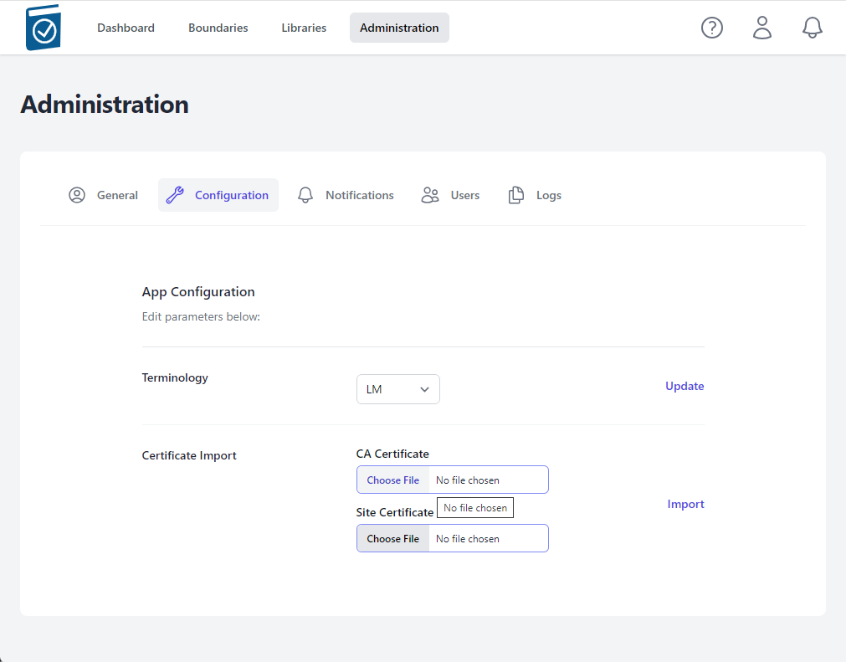 Dashboard Boundaries Libraries Administration
Administration
General Configuration Notifications Users Logs
App Configuration
Edit parameters below:
Terminology LM Update
Certificate Import
CA Certificate
Choose File No file chosen
Import
Site Certificate No file chosen
Choose File No file chosen